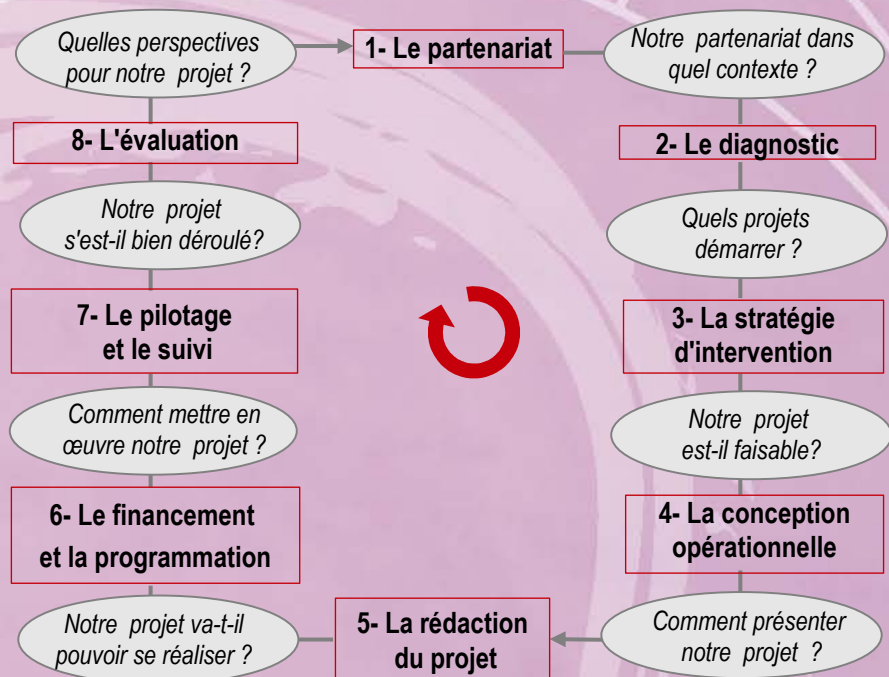 Quelles perspectives
pour notre projet ?
1- Le partenariat
Notre partenariat dans
quel contexte ?
2- Le diagnostic
Quels projets
démarrer ?
3- La stratégie
d'intervention
Notre projet
est-il faisable?
4- La conception
opérationnelle
Comment présenter
notre projet ?
5- La rédaction
du projet
Notre projet va-t-il
pouvoir se réaliser ?
6- Le financement
et la programmation
Comment mettre en
œuvre notre projet ?
7- Le pilotage
et le suivi
Notre projet
s'est-il bien déroulé?
8- L'évaluation